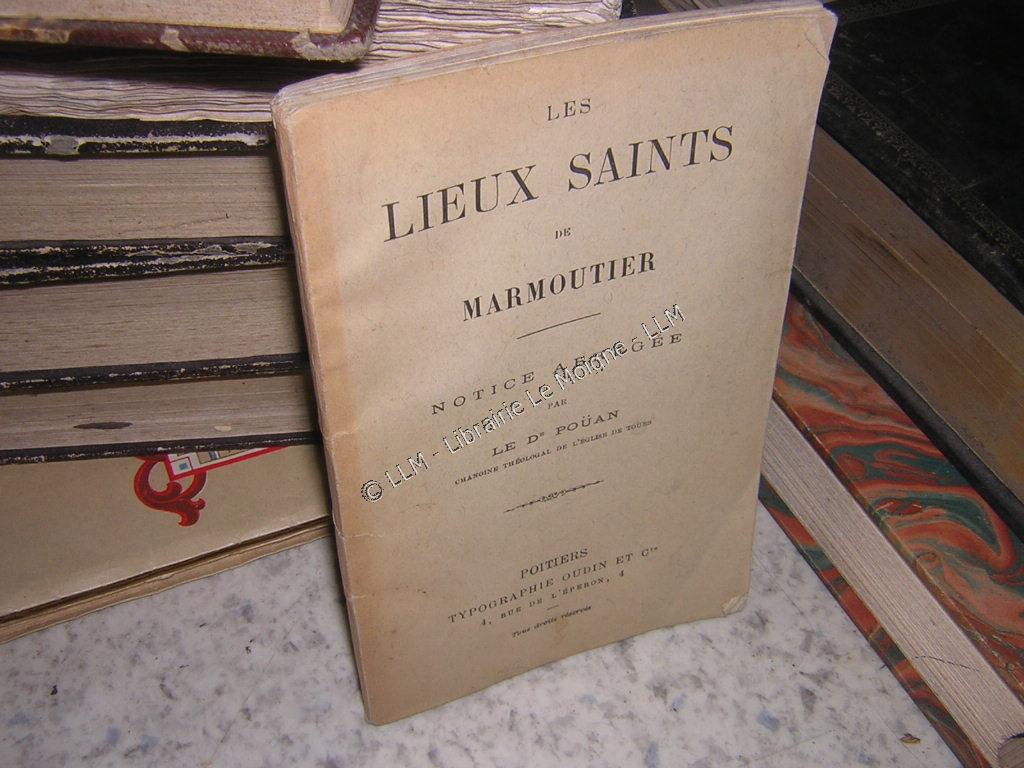 LES
LIEUX SAINTS
DE
MARMOUTIER
NOTICE ABRÉGÉE
PAR
LE Dr POÜAN
CHANOINE THÉOLOGAL DE L'ÉGLISE DE TOURS
© LLM - Librairie Le Moigne - LLM
POITIERS
TYPOGRAPHIE OUDIN ET Cie
4, RUE DE L'ÉPERON, 4
Tous droits réservés